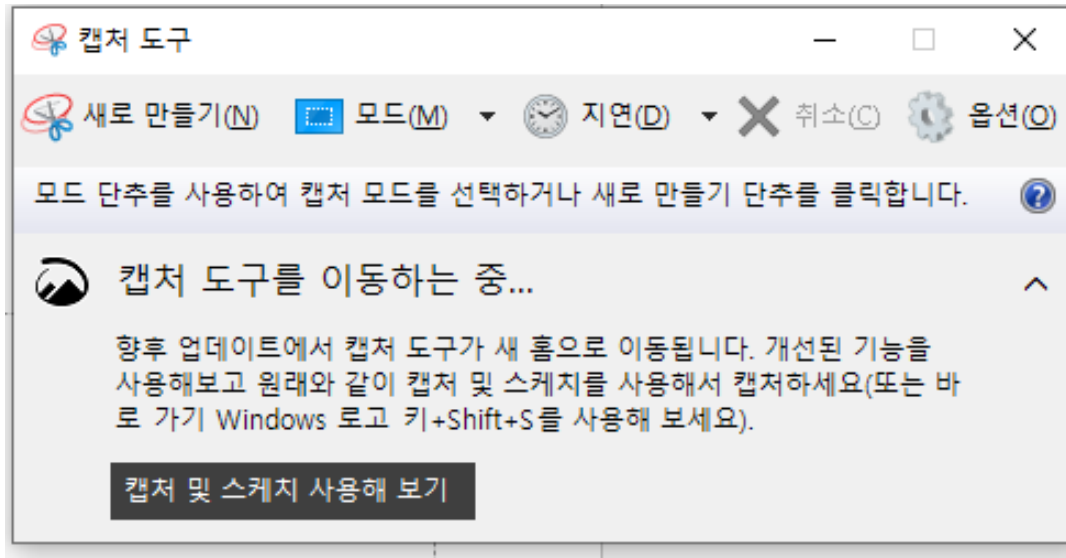 캡처 도구
새로 만들기(N) 모드(M) 지연(D) 취소(C) 옵션(O)
모드 단추를 사용하여 캡처 모드를 선택하거나 새로 만들기 단추를 클릭합니다.
캡처 도구를 이동하는 중...
향후 업데이트에서 캡처 도구가 새 홈으로 이동됩니다. 개선된 기능을
사용해보고 원래와 같이 캡처 및 스케치를 사용해서 캡처하세요(또는 바
로 가기 Windows 로고 키+Shift+S를 사용해 보세요).
캡처 및 스케치 사용해 보기